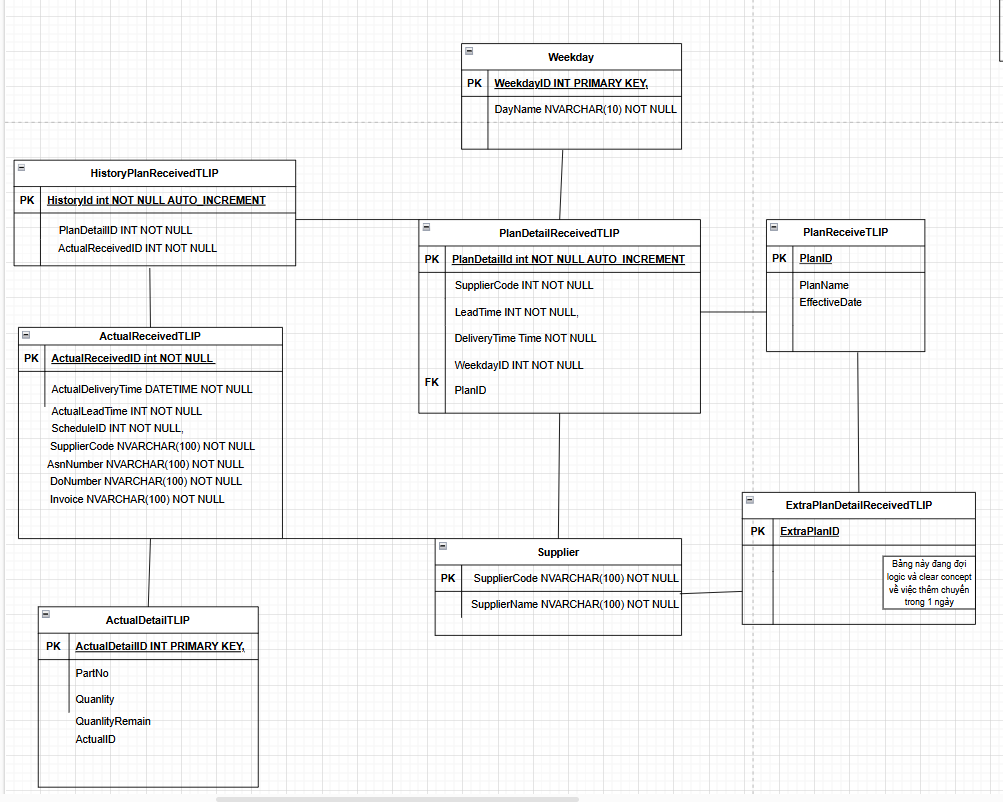 Weekday
PK WeekdayID INT PRIMARY KEY,
DayName NVARCHAR(10) NOT NULL
HistoryPlanReceivedTLIP
PK HistoryId int NOT NULL AUTO_INCREMENT
PlanDetailID INT NOT NULL
ActualReceivedID INT NOT NULL
PlanDetailReceivedTLIP
PK PlanDetailId int NOT NULL AUTO_INCREMENT
SupplierCode INT NOT NULL
LeadTime INT NOT NULL,
DeliveryTime Time NOT NULL
WeekdayID INT NOT NULL
FK
PlanID
PlanReceiveTLIP
PK PlanID
PlanName
EffectiveDate
ActualReceivedTLIP
PK ActualReceivedID int NOT NULL
ActualDeliveryTime DATETIME NOT NULL
ActualLeadTime INT NOT NULL
ScheduleID INT NOT NULL,
SupplierCode NVARCHAR(100) NOT NULL
AsnNumber NVARCHAR(100) NOT NULL
DoNumber NVARCHAR(100) NOT NULL
Invoice NVARCHAR(100) NOT NULL
Supplier
PK SupplierCode NVARCHAR(100) NOT NULL
SupplierName NVARCHAR(100) NOT NULL
ExtraPlanDetailReceivedTLIP
PK ExtraPlanID
Bảng này đang đợi
logic và clear concept
về việc thêm chuyến
trong 1 ngày
ActualDetailTLIP
PK ActualDetailID INT PRIMARY KEY,
PartNo
Quanlity
QuanlityRemain
ActualID